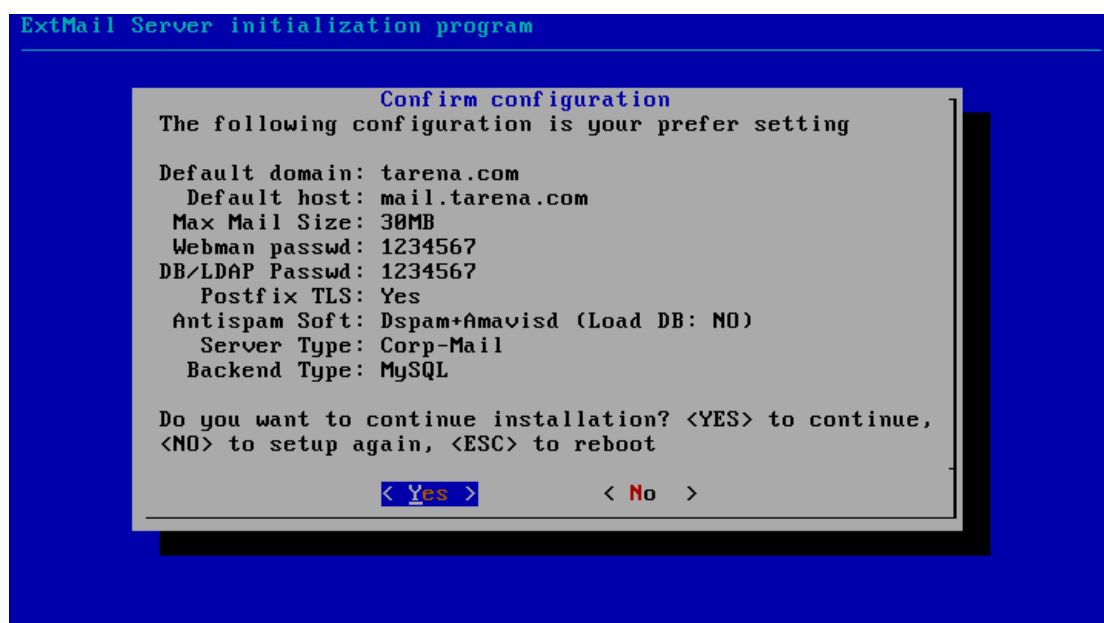 ExtMail Server initialization program
Confirm configuration
The following configuration is your prefer setting
Default domain: tarena.com
Default host: mail.tarena.com
Max Mail Size: 30MB
Webman passwd: 1234567
DB/LDAP Passwd: 1234567
Postfix TLS: Yes
Antispam Soft: Dspam+Amavisd (Load DB: NO)
Server Type: Corp-Mail
Backend Type: MySQL
Do you want to continue installation? <YES> to continue,
<NO> to setup again, <ESC> to reboot
< Yes > < No >